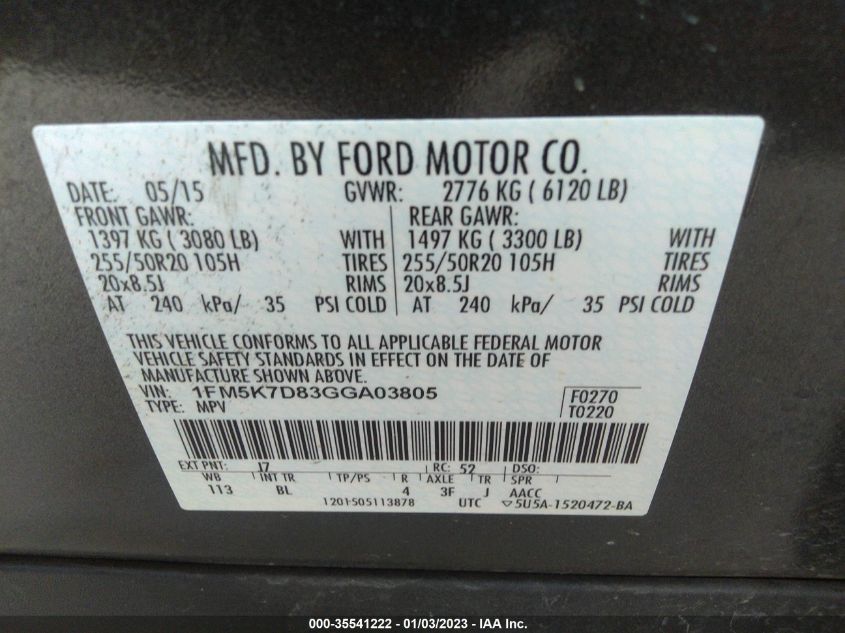 MFD. BY FORD MOTOR CO.
DATE: 05/15 GVWR: 2776 KG ( 6120 LB)
FRONT GAWR: REAR GAWR:
1397 KG ( 3080 LB) WITH 1497 KG ( 3300 LB) WITH
255/50R20 105H TIRES 255/50R20 105H TIRES
20x8.5J RIMS 20x8.5J RIMS
AT 240 kPa/ 35 PSI COLD AT 240 kPa/ 35 PSI COLD
THIS VEHICLE CONFORMS TO ALL APPLICABLE FEDERAL MOTOR
VEHICLE SAFETY STANDARDS IN EFFECT ON THE DATE OF
MANUFACTURE SHOWN ABOVE.
VIN: 1FM5K7D83GGA03805 F0270
TYPE: MPV T0220
EXT PNT: J7 RC: 52 DSO:
WB INT TR TP/PS R AXLE TR SPR
113 BL 4 3F J AACC
1201505113878 UTC ▽5U5A-1520472-BA
000-35541222 — 01/03/2023 — IAA Inc.